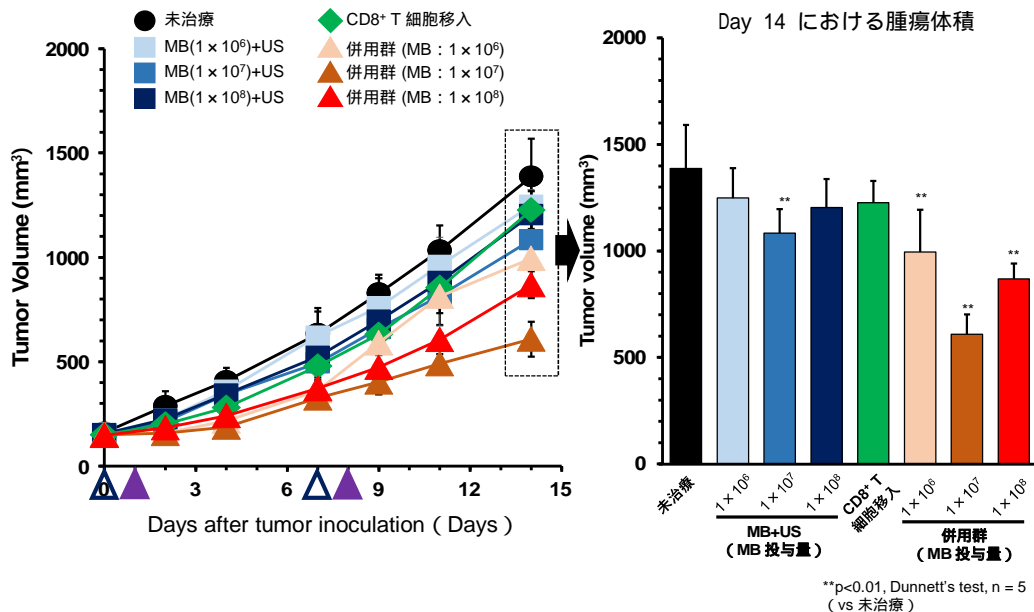 未治療
MB(1×10⁶)+US
MB(1×10⁷)+US
MB(1×10⁸)+US
CD8⁺ T 細胞移入
併用群 (MB：1×10⁶)
併用群 (MB：1×10⁷)
併用群 (MB：1×10⁸)
Tumor Volume (mm³)
2000
1500
1000
500
0
0 3 6 9 12 15
Days after tumor inoculation（Days）
Day 14 における腫瘍体積
Tumor volume (mm³)
2000
1500
1000
500
0
**
**
**
**
未治療
1×10⁶
1×10⁷
1×10⁸
CD8⁺ T
細胞移入
1×10⁶
1×10⁷
1×10⁸
MB+US
（MB 投与量）
併用群
（MB 投与量）
**p<0.01, Dunnett's test, n = 5
（vs 未治療）